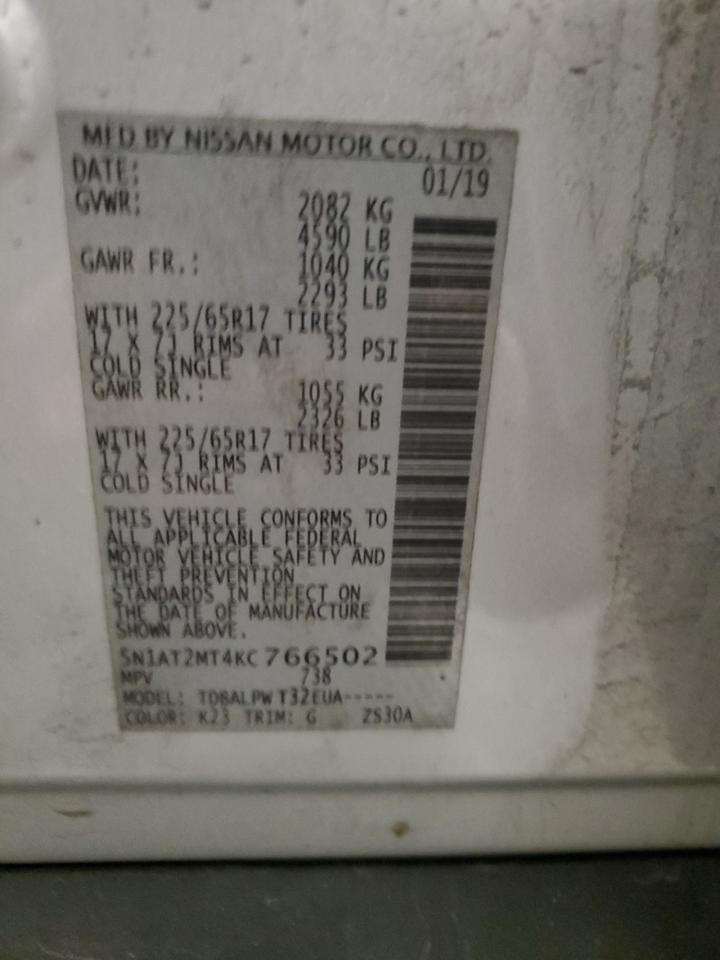 MFD BY NISSAN MOTOR CO., LTD.
DATE: 01/19
GVWR: 2082 KG
4590 LB
GAWR FR.: 1040 KG
2293 LB
WITH 225/65R17 TIRES
17 X 7J RIMS AT 33 PSI
COLD SINGLE
GAWR RR.: 1055 KG
2326 LB
WITH 225/65R17 TIRES
17 X 7J RIMS AT 33 PSI
COLD SINGLE
THIS VEHICLE CONFORMS TO
ALL APPLICABLE FEDERAL
MOTOR VEHICLE SAFETY AND
THEFT PREVENTION
STANDARDS IN EFFECT ON
THE DATE OF MANUFACTURE
SHOWN ABOVE.
5N1AT2MT4KC766502
MPV 738
MODEL: TDBALPWT32EUA-----
COLOR: K23 TRIM: G ZS30A